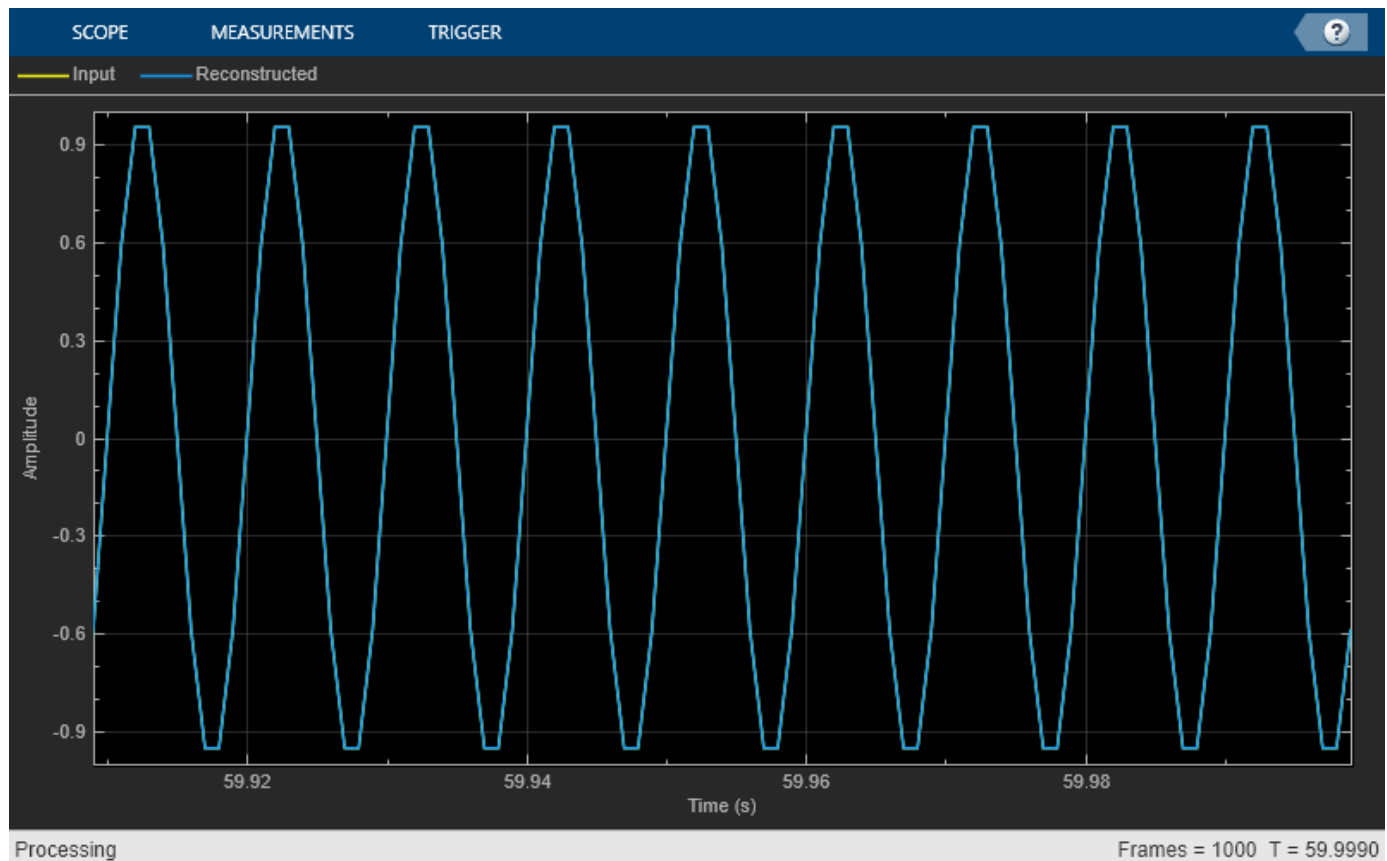 SCOPE MEASUREMENTS TRIGGER ?
Input Reconstructed
0.9
0.6
0.3
0
-0.3
-0.6
-0.9
Amplitude
59.92 59.94 59.96 59.98
Time (s)
Processing Frames = 1000 T = 59.9990